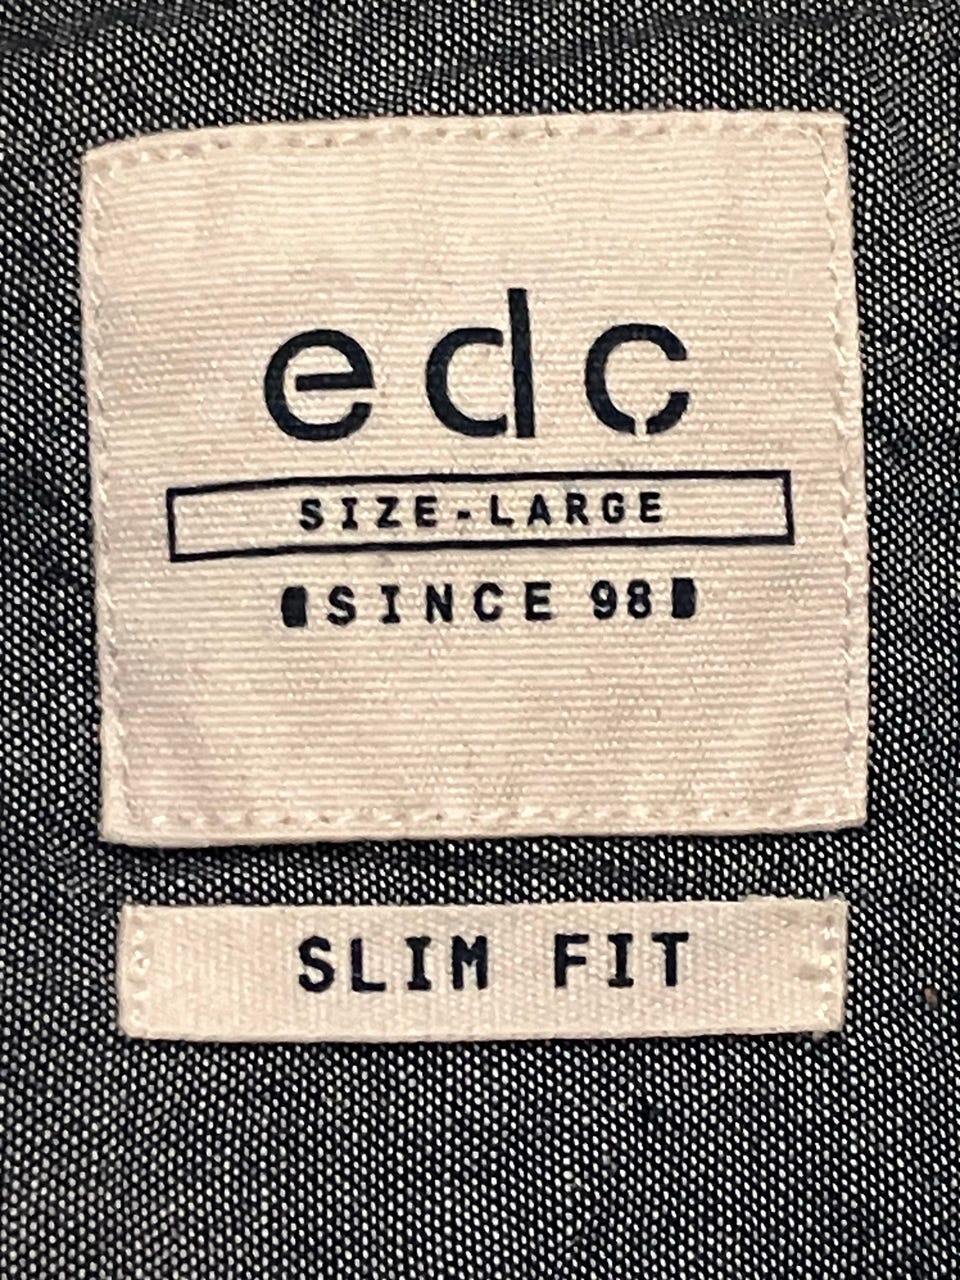 edc
SIZE-LARGE
SINCE 98
SLIM FIT